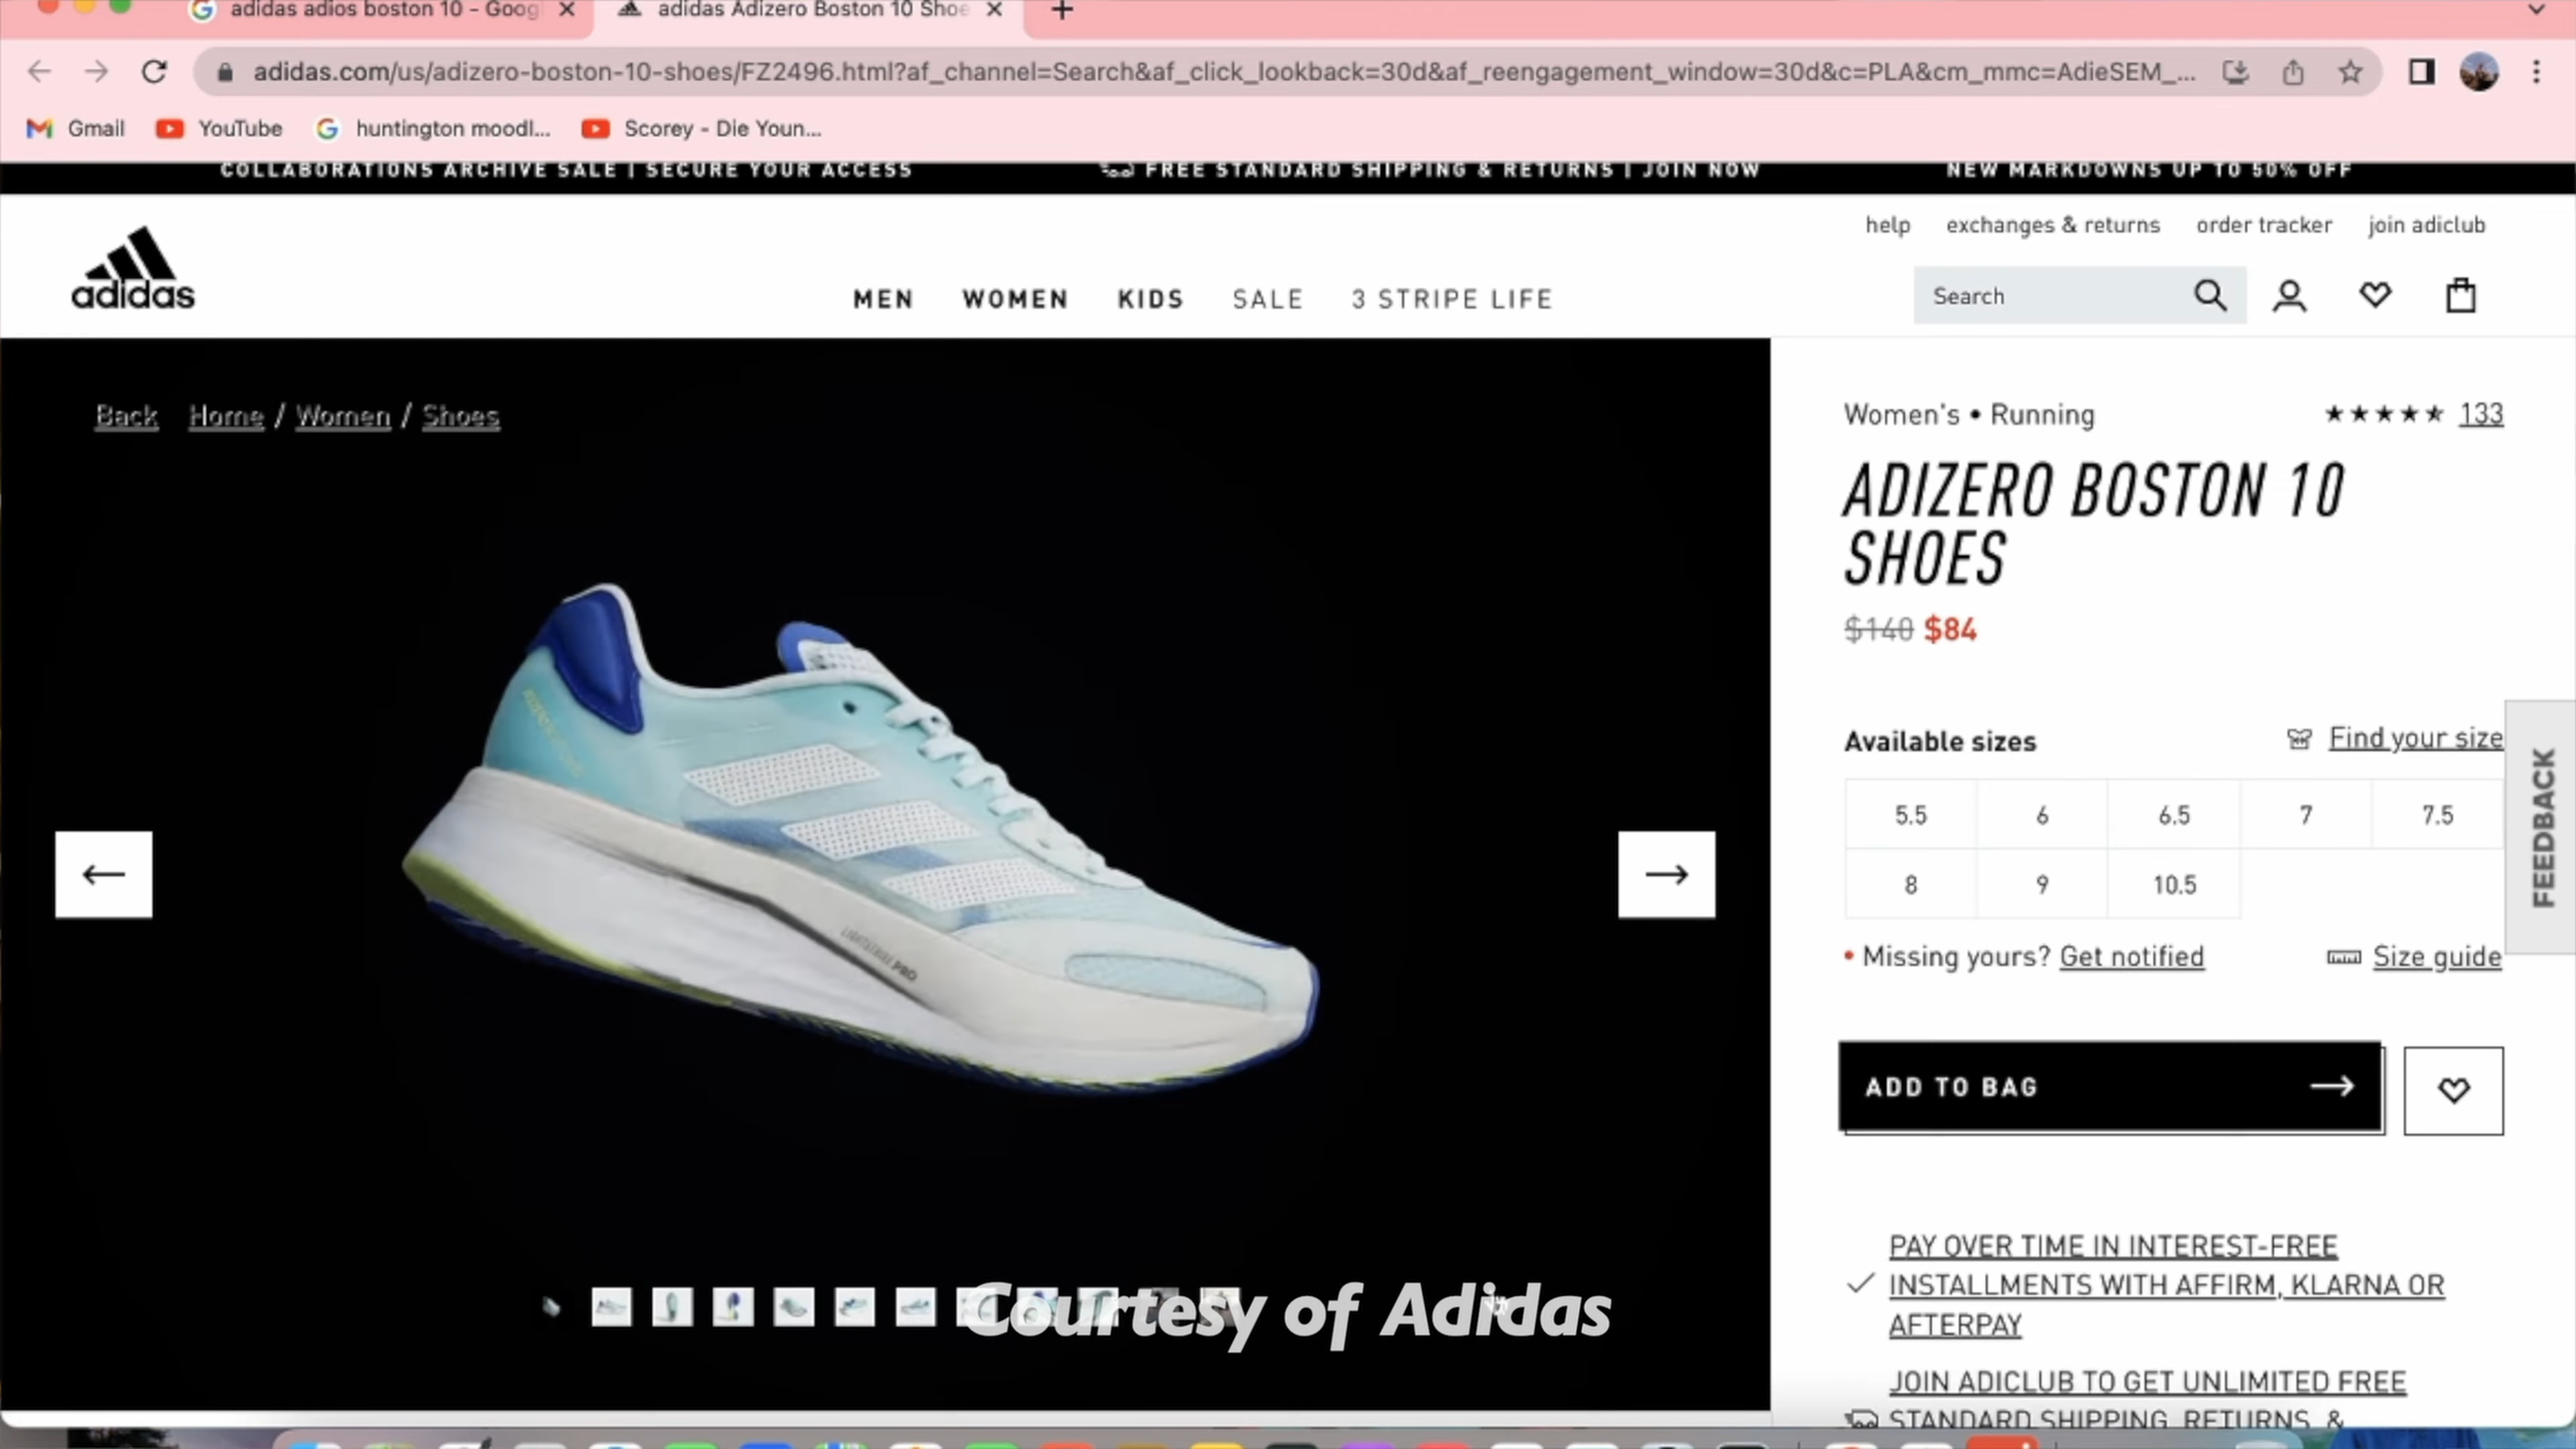 adidas adios boston 10 - Goog
adidas Adizero Boston 10 Shoe
adidas.com/us/adizero-boston-10-shoes/FZ2496.html?af_channel=Search&af_click_lookback=30d&af_reengagement_window=30d&c=PLA&cm_mmc=AdieSEM_...
Gmail YouTube huntington moodl... Scorey - Die Youn...
COLLABORATIONS ARCHIVE SALE | SECURE YOUR ACCESS FREE STANDARD SHIPPING & RETURNS | JOIN NOW NEW MARKDOWNS UP TO 50% OFF
help exchanges & returns order tracker join adiclub
adidas
MEN WOMEN KIDS SALE 3 STRIPE LIFE
Search
Back Home / Women / Shoes
Women's • Running
133
ADIZERO BOSTON 10
SHOES
$140 $84
Available sizes
Find your size
5.5 6 6.5 7 7.5
8 9 10.5
Missing yours? Get notified
Size guide
FEEDBACK
LIGHTSTRIKE PRO
ADD TO BAG
PAY OVER TIME IN INTEREST-FREE
INSTALLMENTS WITH AFFIRM, KLARNA OR
AFTERPAY
JOIN ADICLUB TO GET UNLIMITED FREE
STANDARD SHIPPING, RETURNS, &
Courtesy of Adidas